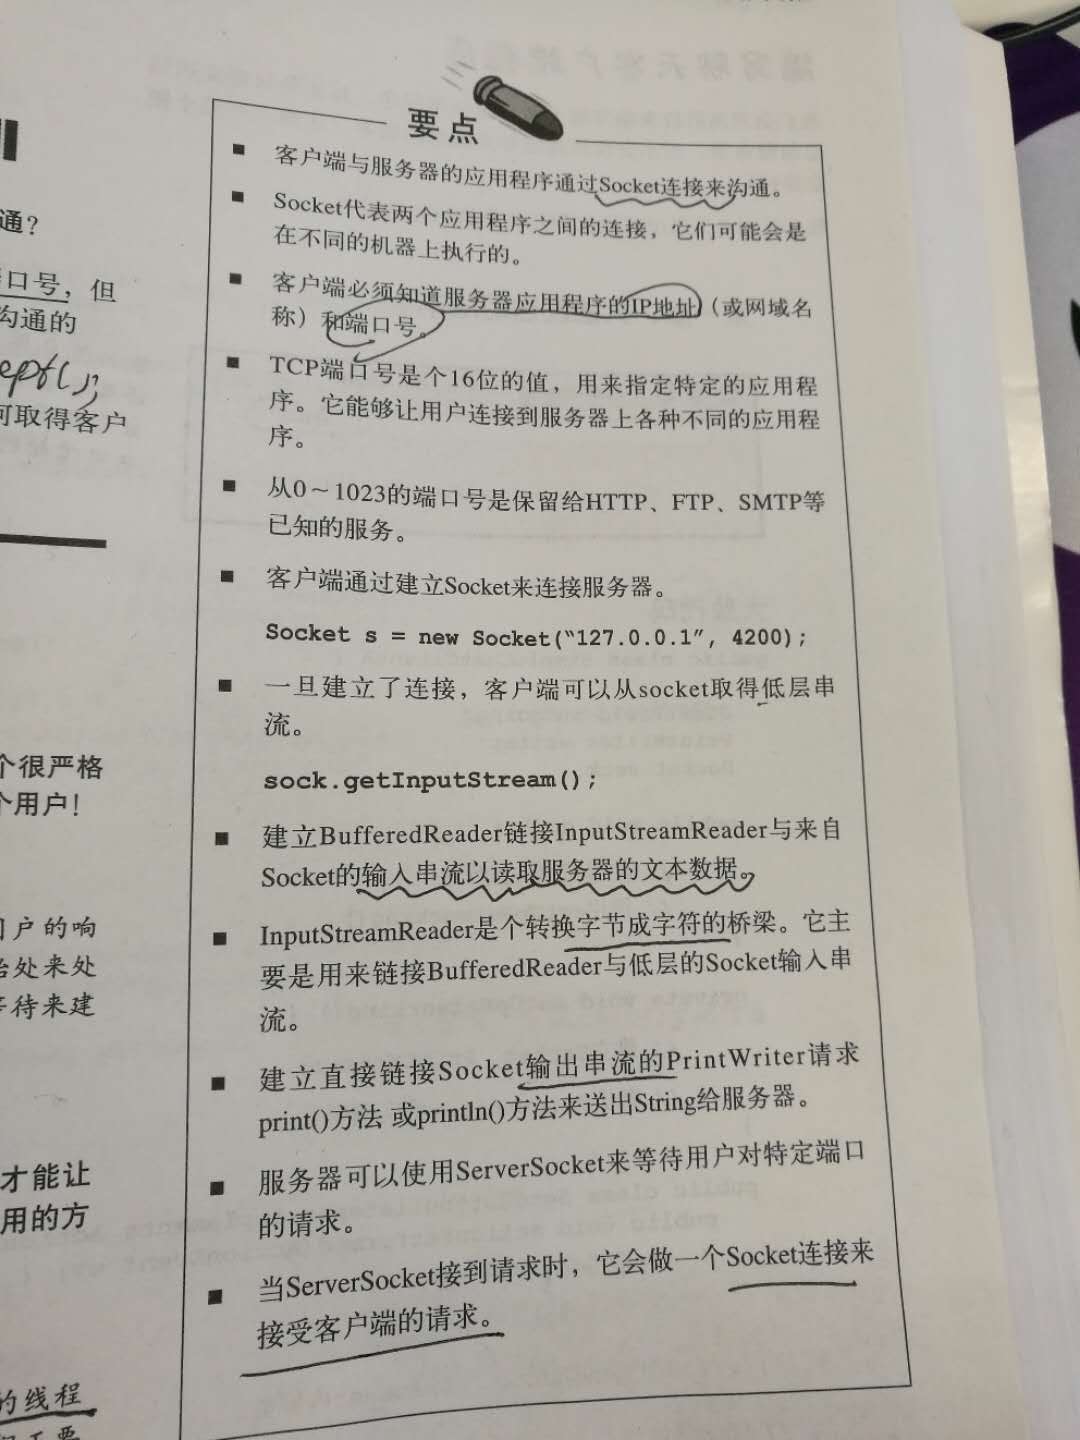 要点
■ 客户端与服务器的应用程序通过Socket连接来沟通。
■ Socket代表两个应用程序之间的连接，它们可能会是
在不同的机器上执行的。
■ 客户端必须知道服务器应用程序的IP地址（或网域名
称）和端口号。
■ TCP端口号是个16位的值，用来指定特定的应用程
序。它能够让用户连接到服务器上各种不同的应用程
序。
■ 从0～1023的端口号是保留给HTTP、FTP、SMTP等
已知的服务。
■ 客户端通过建立Socket来连接服务器。
Socket s = new Socket(“127.0.0.1”, 4200);
■ 一旦建立了连接，客户端可以从socket取得低层串
流。
sock.getInputStream();
■ 建立BufferedReader链接InputStreamReader与来自
Socket的输入串流以读取服务器的文本数据。
■ InputStreamReader是个转换字节成字符的桥梁。它主
要是用来链接BufferedReader与低层的Socket输入串
流。
■ 建立直接链接Socket输出串流的PrintWriter请求
print()方法 或println()方法来送出String给服务器。
■ 服务器可以使用ServerSocket来等待用户对特定端口
的请求。
■ 当ServerSocket接到请求时，它会做一个Socket连接来
接受客户端的请求。
通？
口号，但
沟通的
ept();
可取得客户
个很严格
个用户！
户的响
始处来处
等待来建
才能让
用的方
的线程